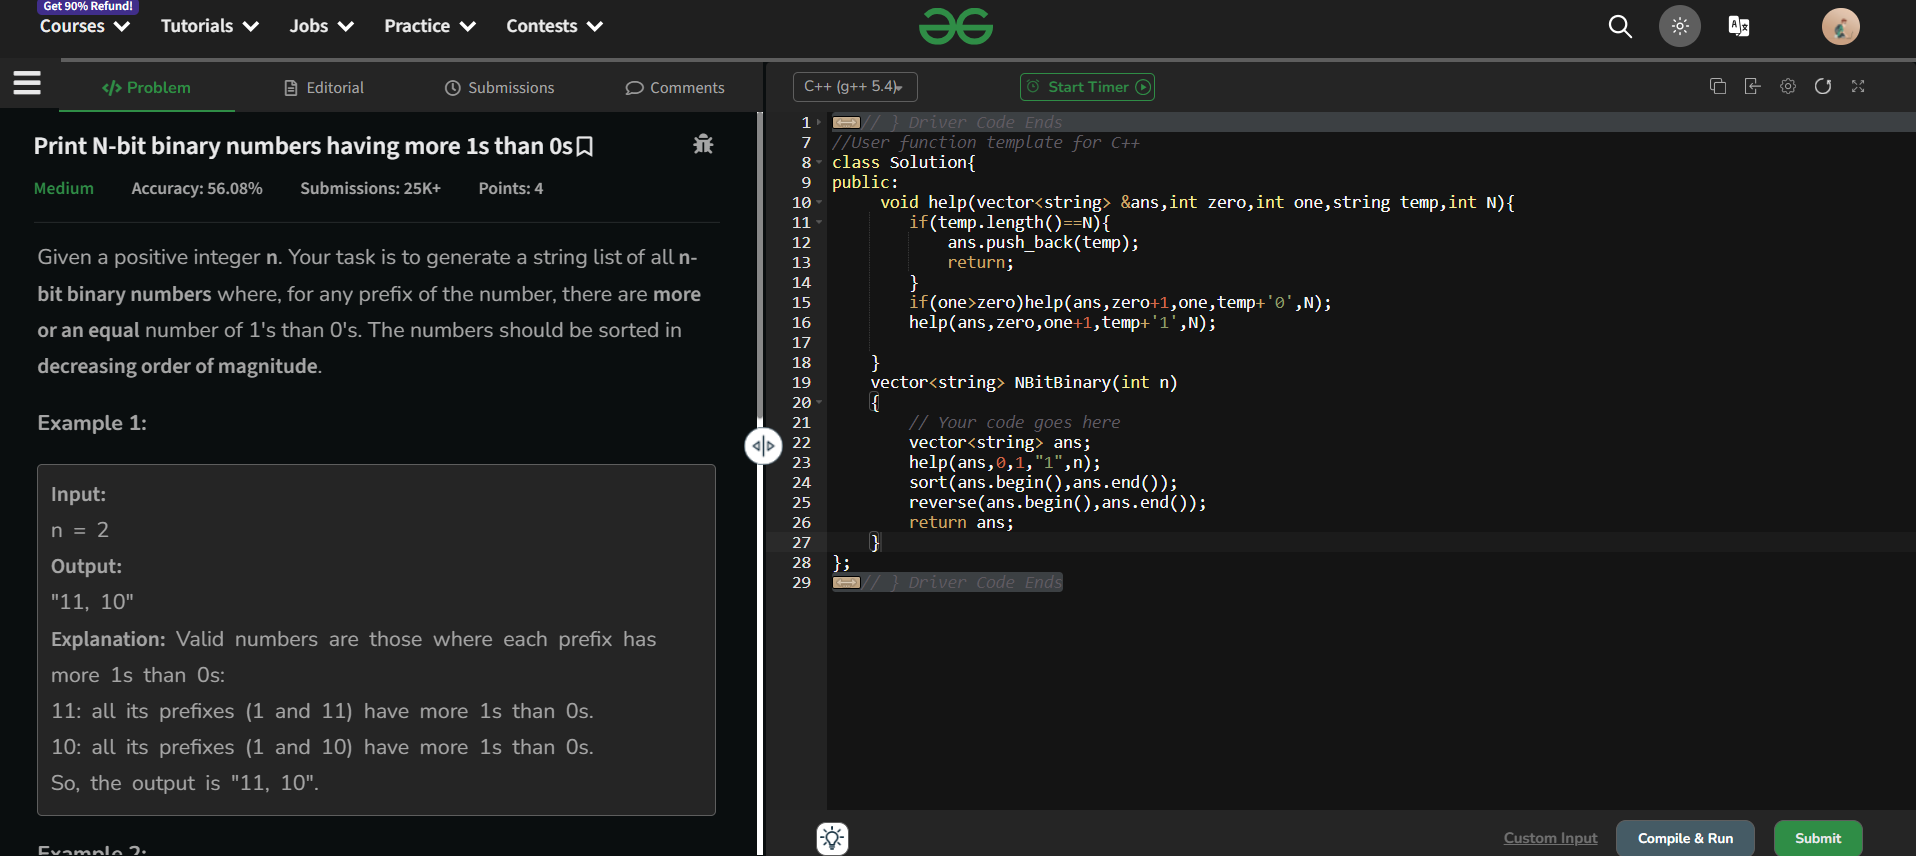 Get 90% Refund!
Courses Tutorials Jobs Practice Contests
Problem Editorial Submissions Comments
C++ (g++ 5.4) Start Timer
Print N-bit binary numbers having more 1s than 0s
Medium Accuracy: 56.08% Submissions: 25K+ Points: 4
Given a positive integer n. Your task is to generate a string list of all n-
bit binary numbers where, for any prefix of the number, there are more
or an equal number of 1's than 0's. The numbers should be sorted in
decreasing order of magnitude.
Example 1:
Input:
n = 2
Output:
"11, 10"
Explanation: Valid numbers are those where each prefix has
more 1s than 0s:
11: all its prefixes (1 and 11) have more 1s than 0s.
10: all its prefixes (1 and 10) have more 1s than 0s.
So, the output is "11, 10".
Example 2:
1 // } Driver Code Ends
7 //User function template for C++
8 class Solution{
9 public:
10 void help(vector<string> &ans,int zero,int one,string temp,int N){
11 if(temp.length()==N){
12 ans.push_back(temp);
13 return;
14 }
15 if(one>zero)help(ans,zero+1,one,temp+'0',N);
16 help(ans,zero,one+1,temp+'1',N);
17
18 }
19 vector<string> NBitBinary(int n)
20 {
21 // Your code goes here
22 vector<string> ans;
23 help(ans,0,1,"1",n);
24 sort(ans.begin(),ans.end());
25 reverse(ans.begin(),ans.end());
26 return ans;
27 }
28 };
29 // } Driver Code Ends
Custom Input Compile & Run Submit